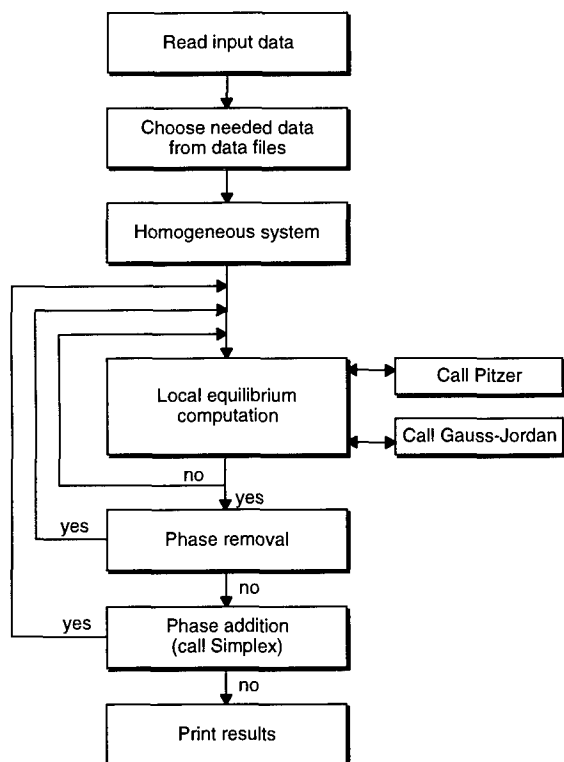 Read input data
Choose needed data
from data files
Homogeneous system
Local equilibrium
computation
Call Pitzer
Call Gauss-Jordan
no
yes
yes
Phase removal
no
yes
Phase addition
(call Simplex)
no
Print results